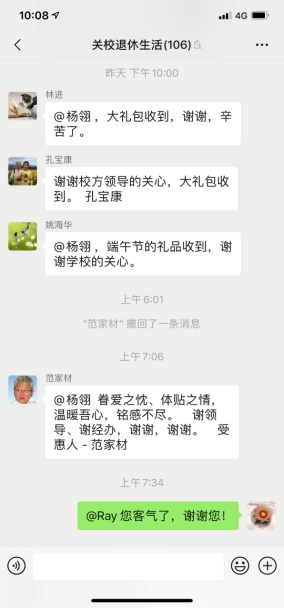 10:08
4G
关校退休生活(106)
昨天 下午10:00
林进
@杨翎，大礼包收到，谢谢，辛
苦了。
孔宝康
谢谢校方领导的关心，大礼包收
到。 孔宝康
姚海华
@杨翎，端午节的礼品收到，谢
谢学校的关心。
上午 6:01
"范家材" 撤回了一条消息
上午 7:06
范家材
@杨翎 眷爱之忱、体贴之情，
温暖吾心，铭感不尽。 谢领
导、谢经办，谢谢，谢谢。 受
惠人 - 范家材
上午 7:34
@Ray 您客气了，谢谢您！